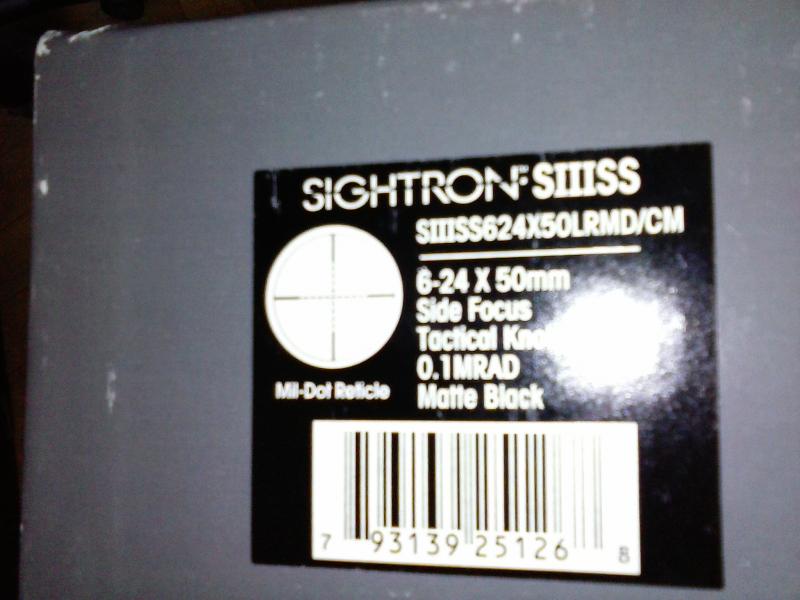 SIGHTRON SIIISS
SIIISS624X50LRMD/CM
6-24 X 50mm
Side Focus
Tactical
0.1MRAD
Matte Black
Mil-Dot Reticle
7 93139 25126 8